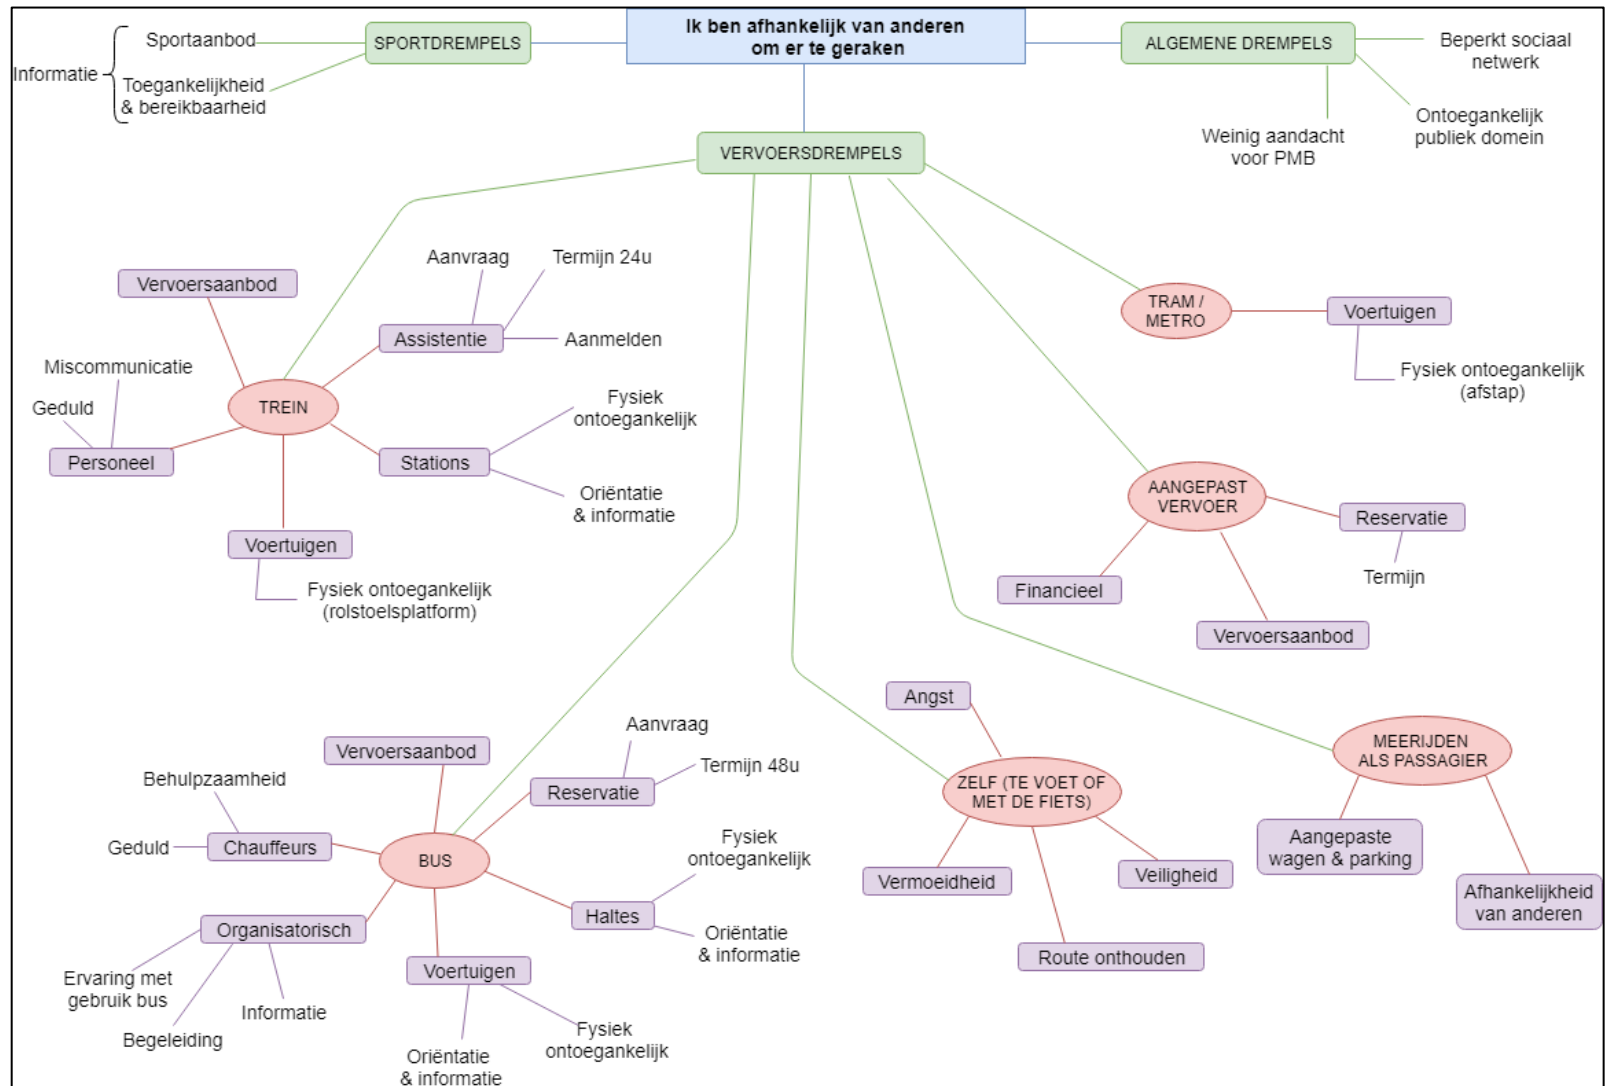 Ik ben afhankelijk van anderen
om er te geraken
SPORTDREMPELS
Sportaanbod
Informatie
Toegankelijkheid
& bereikbaarheid
ALGEMENE DREMPELS
Beperkt sociaal
netwerk
Ontoegankelijk
publiek domein
Weinig aandacht
voor PMB
VERVOERSDREMPELS
TREIN
Vervoersaanbod
Assistentie
Aanvraag
Termijn 24u
Aanmelden
Miscommunicatie
Geduld
Personeel
Stations
Fysiek
ontoegankelijk
Oriëntatie
& informatie
Voertuigen
Fysiek ontoegankelijk
(rolstoelsplatform)
TRAM /
METRO
Voertuigen
Fysiek ontoegankelijk
(afstap)
AANGEPAST
VERVOER
Reservatie
Termijn
Financieel
Vervoersaanbod
BUS
Vervoersaanbod
Reservatie
Aanvraag
Termijn 48u
Behulpzaamheid
Geduld
Chauffeurs
Haltes
Fysiek
ontoegankelijk
Oriëntatie
& informatie
Organisatorisch
Ervaring met
gebruik bus
Begeleiding
Informatie
Voertuigen
Oriëntatie
& informatie
Fysiek
ontoegankelijk
ZELF (TE VOET OF
MET DE FIETS)
Angst
Vermoeidheid
Route onthouden
Veiligheid
MEERIJDEN
ALS PASSAGIER
Aangepaste
wagen & parking
Afhankelijkheid
van anderen